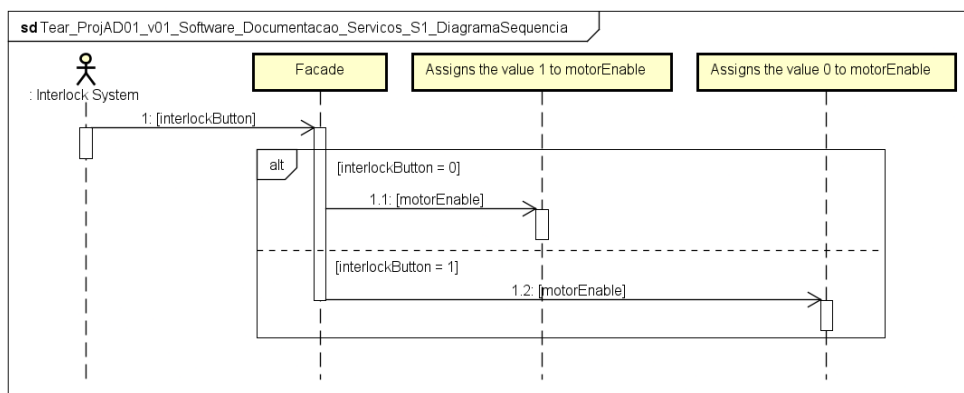 sd Tear_ProjAD01_v01_Software_Documentacao_Servicos_S1_DiagramaSequencia
: Interlock System
Facade
Assigns the value 1 to motorEnable
Assigns the value 0 to motorEnable
1: [interlockButton]
alt
[interlockButton = 0]
1.1: [motorEnable]
[interlockButton = 1]
1.2: [motorEnable]